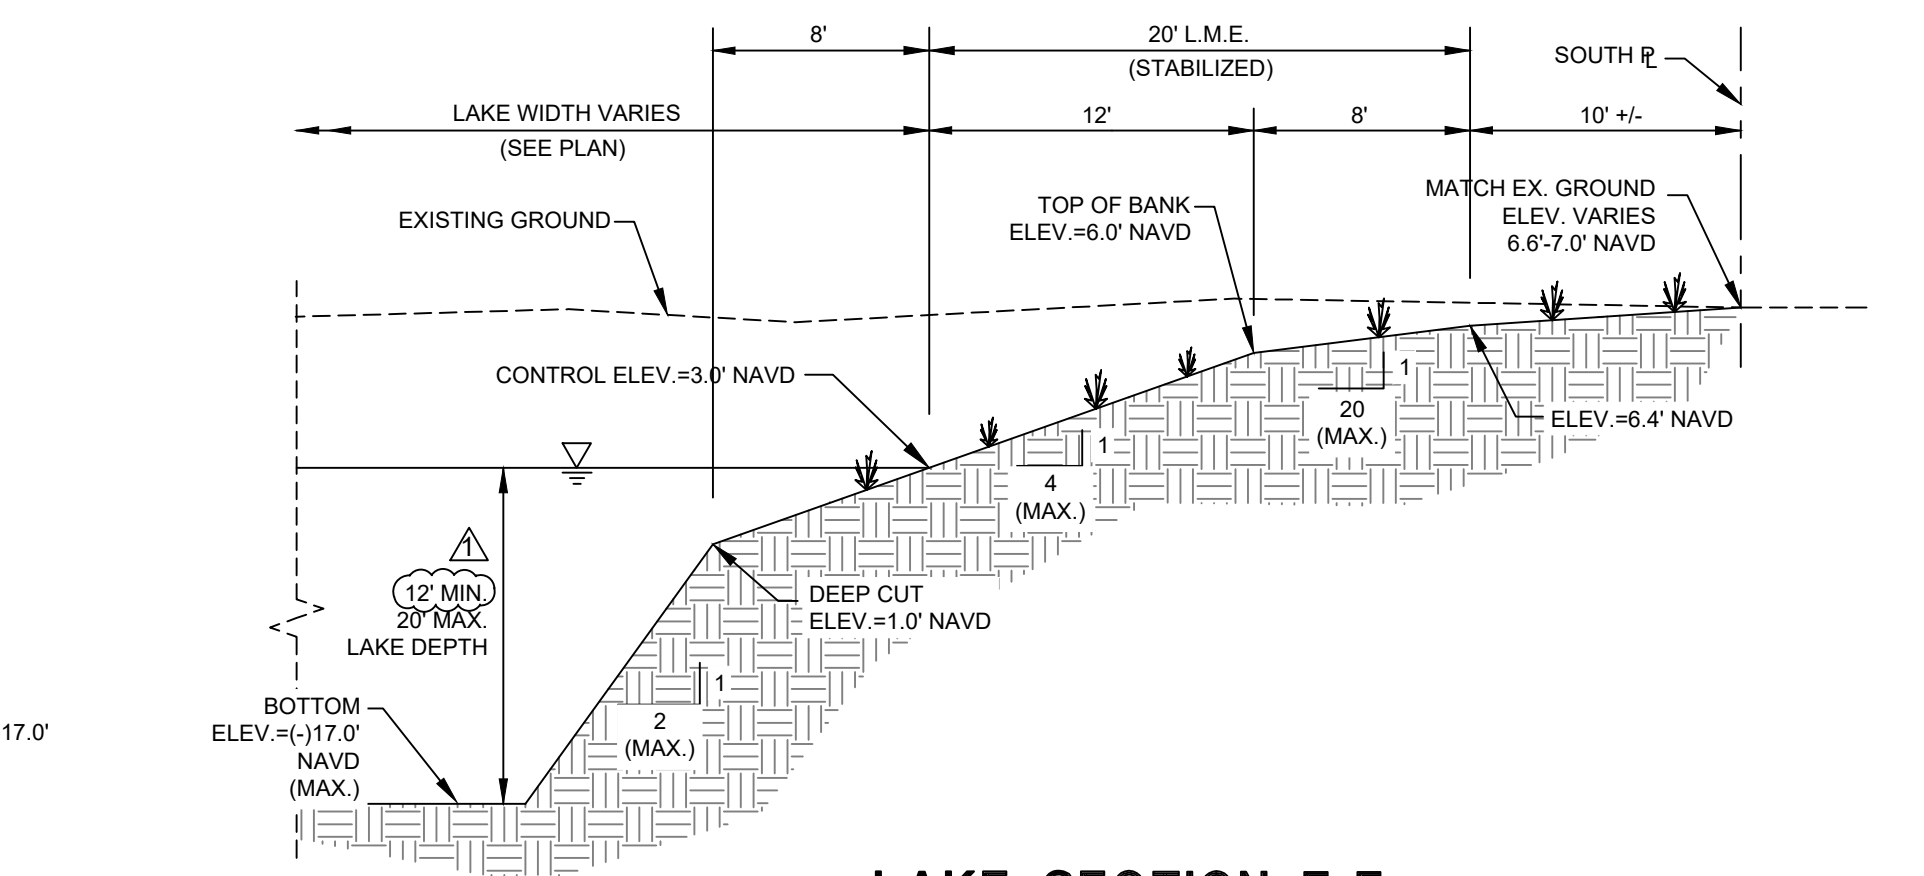 8'
20' L.M.E.
(STABILIZED)
SOUTH PL
LAKE WIDTH VARIES
(SEE PLAN)
12'
8'
10' +/-
EXISTING GROUND
TOP OF BANK
ELEV.=6.0' NAVD
MATCH EX. GROUND
ELEV. VARIES
6.6'-7.0' NAVD
CONTROL ELEV.=3.0' NAVD
1
20
(MAX.)
ELEV.=6.4' NAVD
1
4
(MAX.)
1
12' MIN.
20' MAX.
LAKE DEPTH
DEEP CUT
ELEV.=1.0' NAVD
1
2
(MAX.)
17.0'
BOTTOM
ELEV.=(-)17.0'
NAVD
(MAX.)
LAKE SECTION